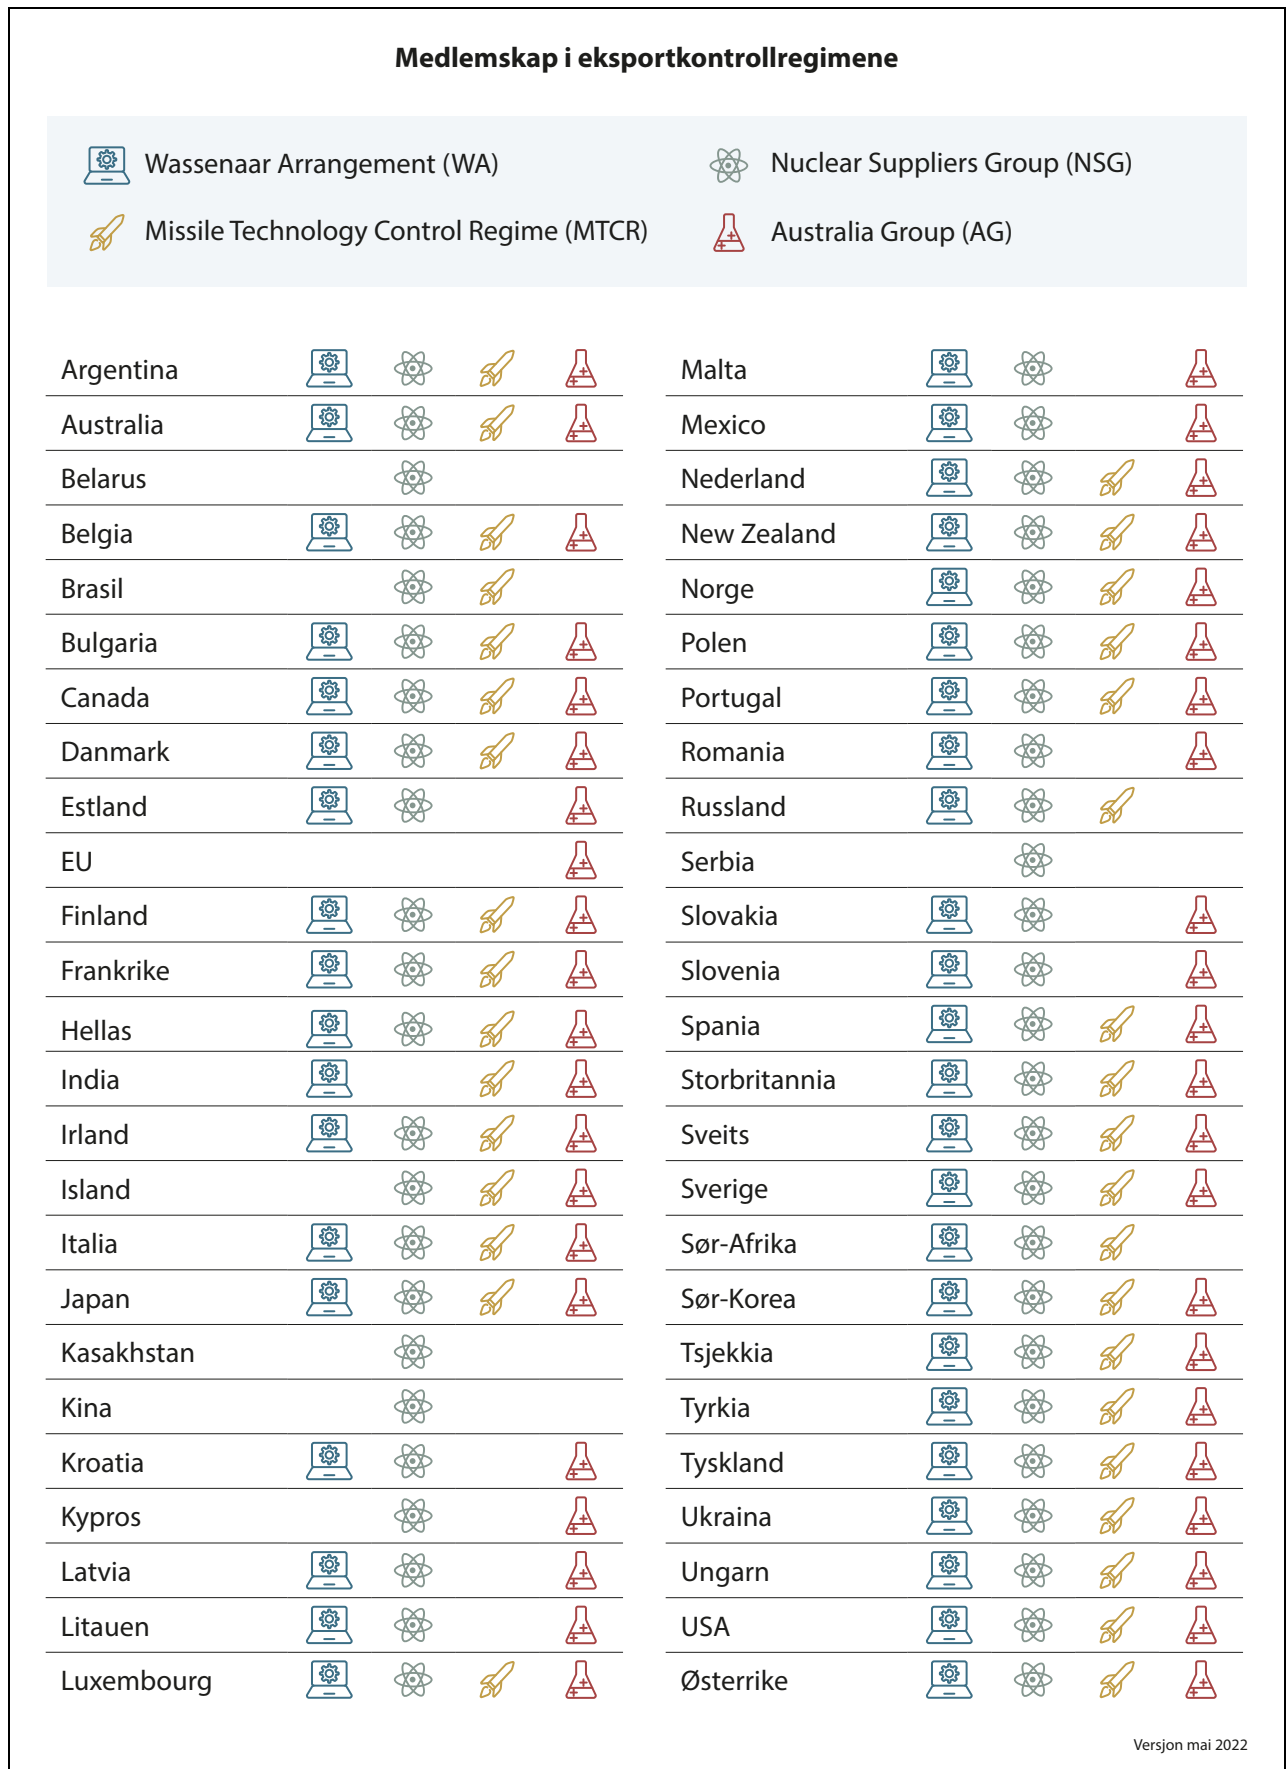 Medlemskap i eksportkontrollregimene
Wassenaar Arrangement (WA)
Nuclear Suppliers Group (NSG)
Missile Technology Control Regime (MTCR)
Australia Group (AG)
Argentina
Australia
Belarus
Belgia
Brasil
Bulgaria
Canada
Danmark
Estland
EU
Finland
Frankrike
Hellas
India
Irland
Island
Italia
Japan
Kasakhstan
Kina
Kroatia
Kypros
Latvia
Litauen
Luxembourg
Malta
Mexico
Nederland
New Zealand
Norge
Polen
Portugal
Romania
Russland
Serbia
Slovakia
Slovenia
Spania
Storbritannia
Sveits
Sverige
Sør-Afrika
Sør-Korea
Tsjekkia
Tyrkia
Tyskland
Ukraina
Ungarn
USA
Østerrike
Versjon mai 2022